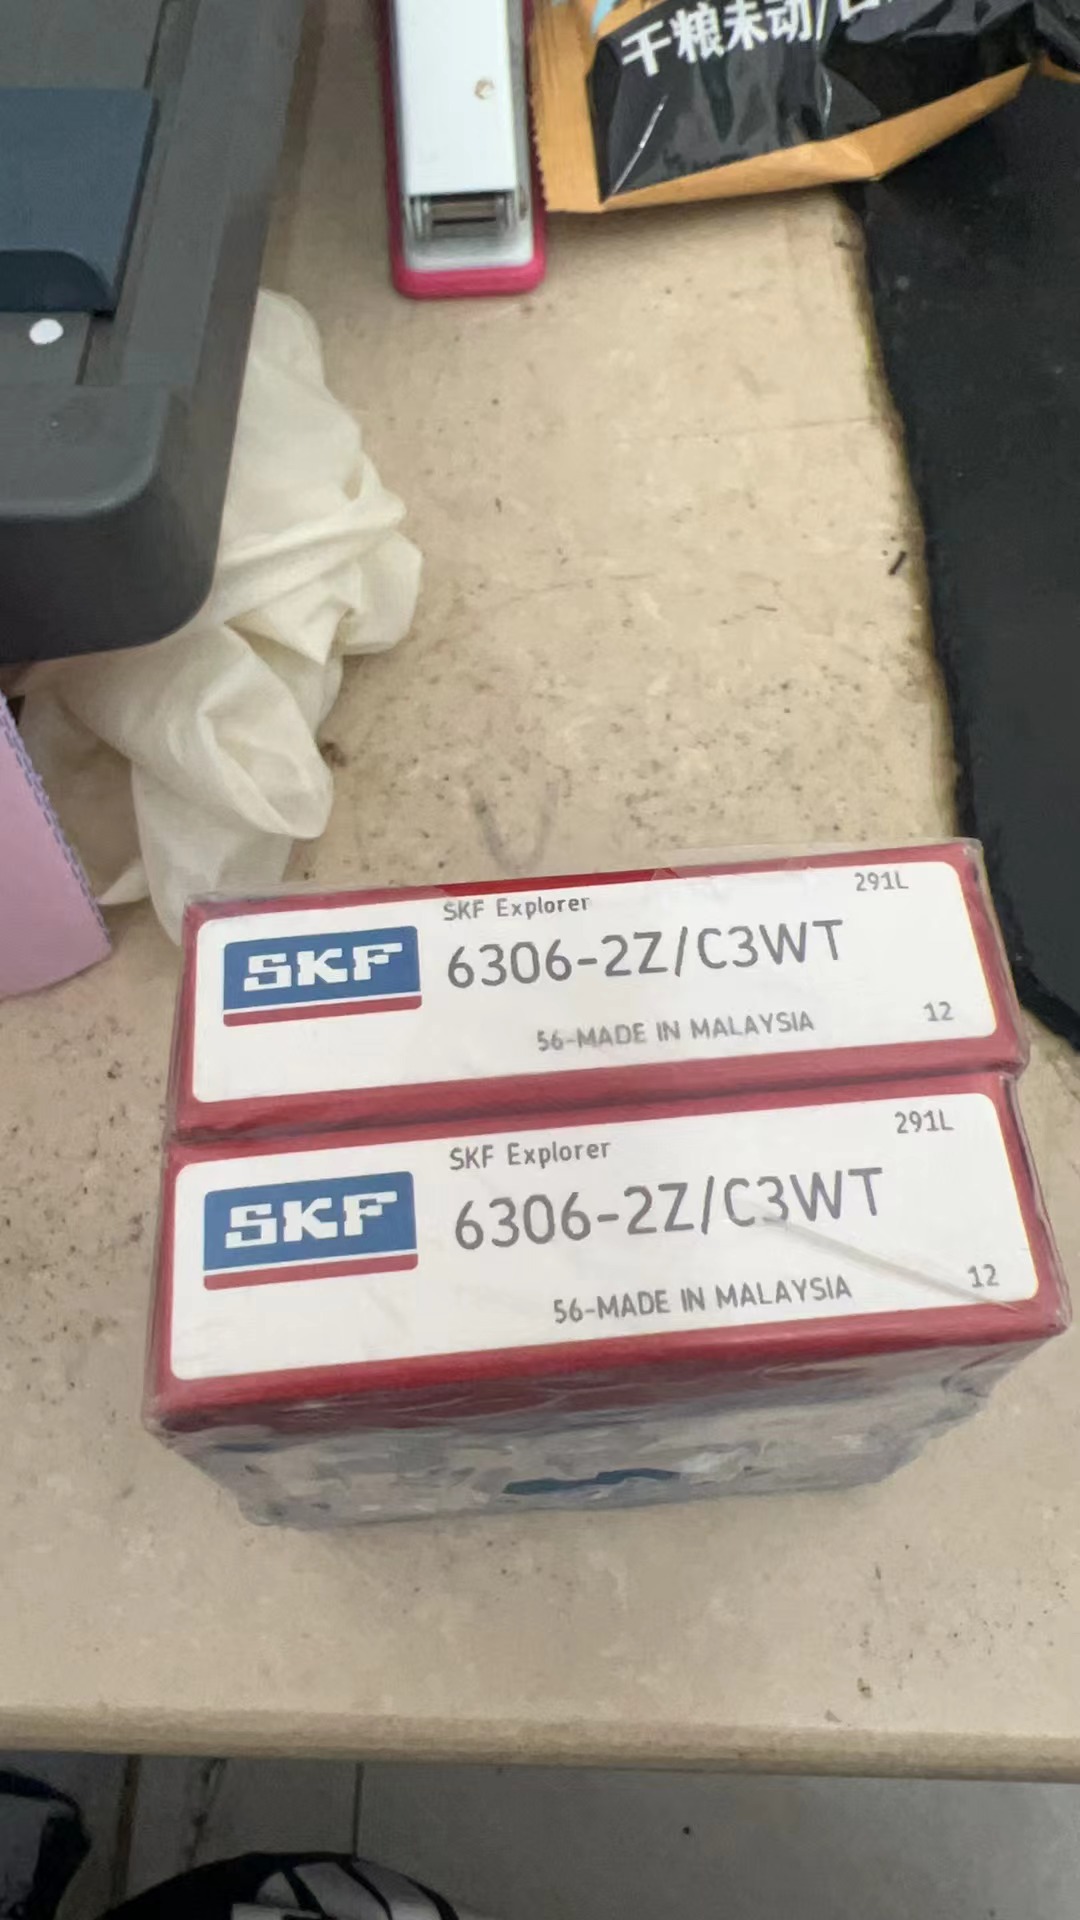 干粮未动/
291L
SKF Explorer
SKF
6306-2Z/C3WT
56-MADE IN MALAYSIA
12
291L
SKF Explorer
SKF
6306-2Z/C3WT
56-MADE IN MALAYSIA
12